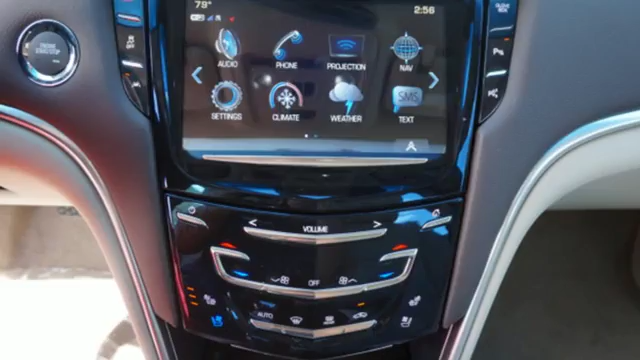 79° 2:56
AUDIO PHONE PROJECTION NAV
SETTINGS CLIMATE WEATHER SMS TEXT
< VOLUME >
OFF
AUTO